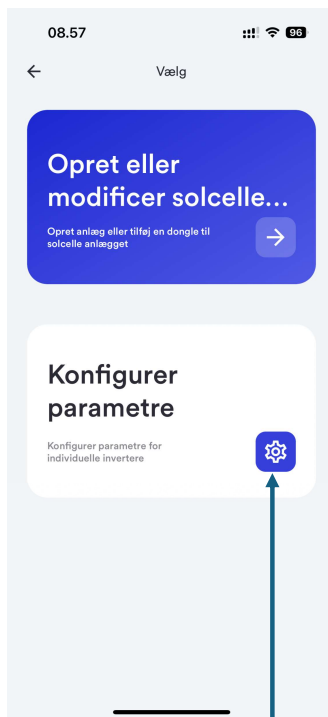 08.57
96
Vælg
Opret eller
modificer solcelle...
Opret anlæg eller tilføj en dongle til
solcelle anlægget
Konfigurer
parametre
Konfigurer parametre for
individuelle invertere